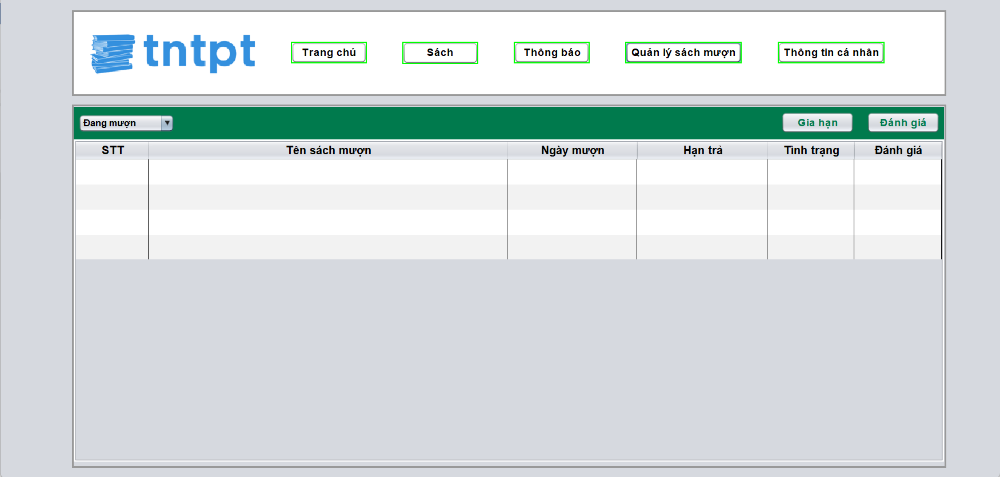 tntpt
Trang chủ
Sách
Thông báo
Quản lý sách mượn
Thông tin cá nhân
Đang mượn
Gia hạn
Đánh giá
STT
Tên sách mượn
Ngày mượn
Hạn trả
Tình trạng
Đánh giá